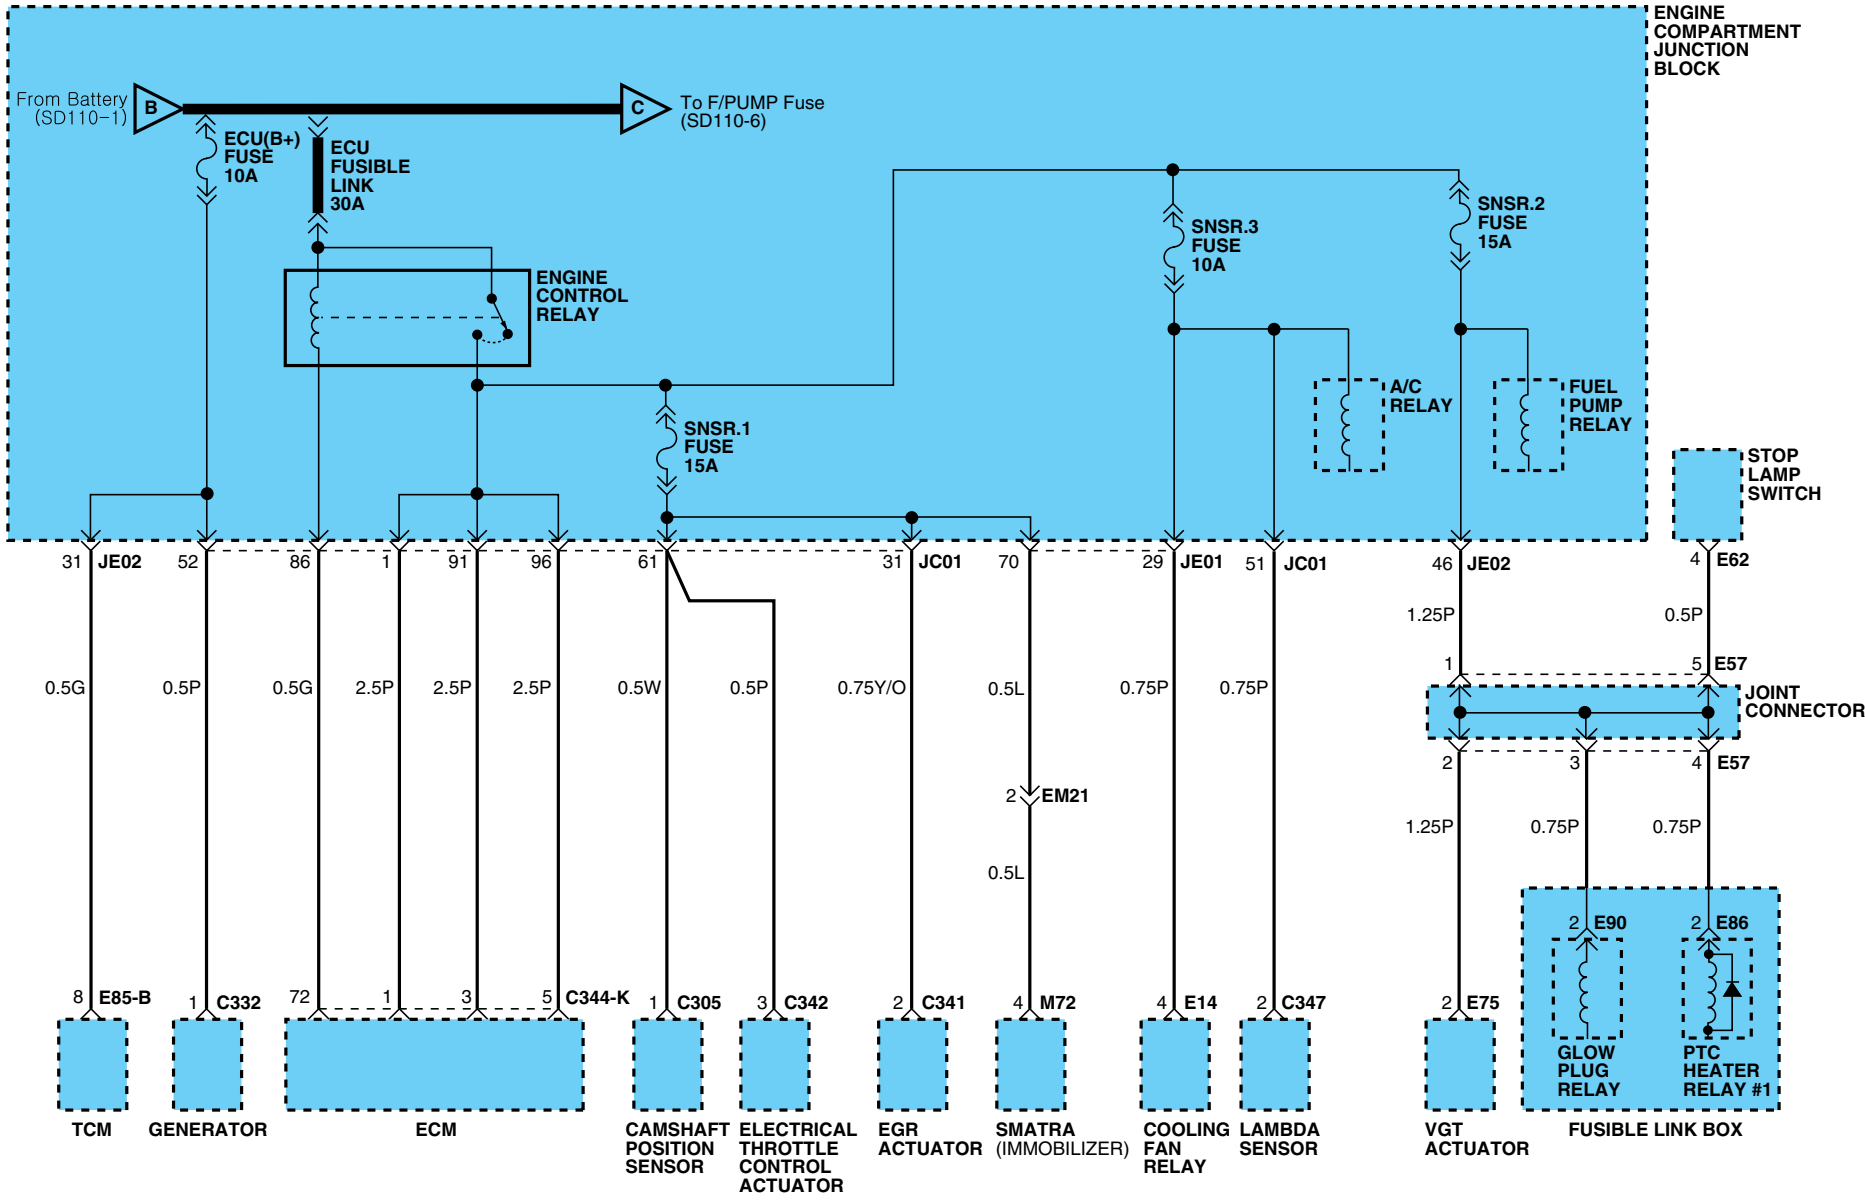 ENGINE
COMPARTMENT
JUNCTION
BLOCK
From Battery
(SD110-1)
B
C
To F/PUMP Fuse
(SD110-6)
ECU(B+)
FUSE
10A
ECU
FUSIBLE
LINK
30A
ENGINE
CONTROL
RELAY
SNSR.1
FUSE
15A
SNSR.3
FUSE
10A
SNSR.2
FUSE
15A
A/C
RELAY
FUEL
PUMP
RELAY
STOP
LAMP
SWITCH
31 JE02
52
86
1
91
96
61
31 JC01
70
29 JE01
51 JC01
46 JE02
4 E62
1.25P
0.5P
1
5 E57
0.5G
0.5P
0.5G
2.5P
2.5P
2.5P
0.5W
0.5P
0.75Y/O
0.5L
0.75P
0.75P
JOINT
CONNECTOR
2
3
4 E57
2 EM21
0.5L
1.25P
0.75P
0.75P
2 E90
2 E86
8 E85-B
1 C332
72
1
3
5 C344-K
1 C305
3 C342
2 C341
4 M72
4 E14
2 C347
2 E75
GLOW
PLUG
RELAY
PTC
HEATER
RELAY #1
TCM
GENERATOR
ECM
CAMSHAFT
POSITION
SENSOR
ELECTRICAL
THROTTLE
CONTROL
ACTUATOR
EGR
ACTUATOR
SMATRA
(IMMOBILIZER)
COOLING
FAN
RELAY
LAMBDA
SENSOR
VGT
ACTUATOR
FUSIBLE LINK BOX